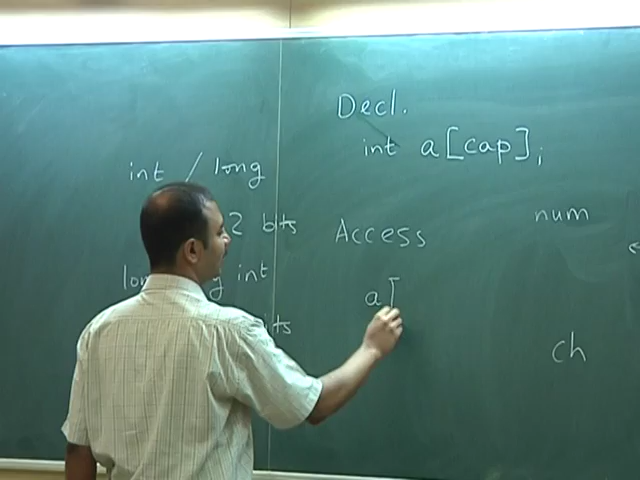 int / long
2 bits
int
Decl.
int a[cap];
Access
a[
num
ch